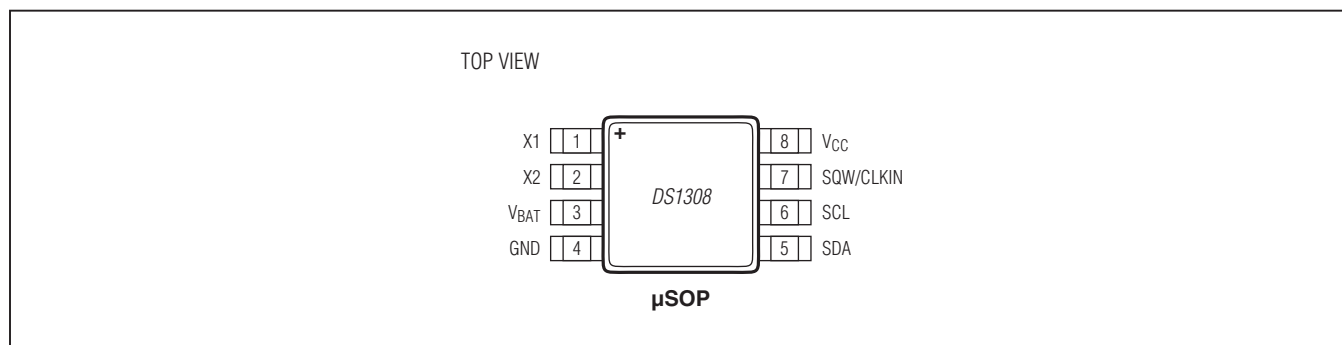 TOP VIEW
X1 1 + 8 VCC
X2 2 7 SQW/CLKIN
DS1308
VBAT 3 6 SCL
GND 4 5 SDA
µSOP